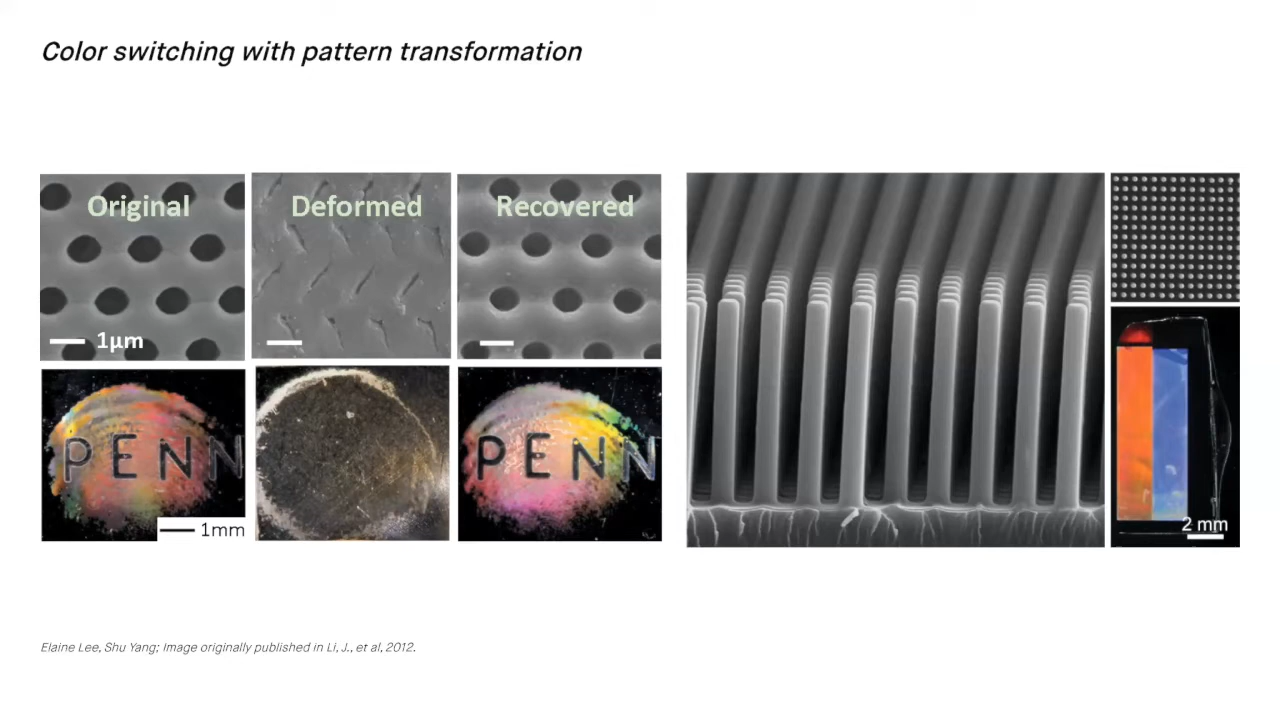 Color switching with pattern transformation
Original
Deformed
Recovered
1µm
PENN
1mm
PENN
2 mm
Elaine Lee, Shu Yang; Image originally published in Li, J., et al, 2012.